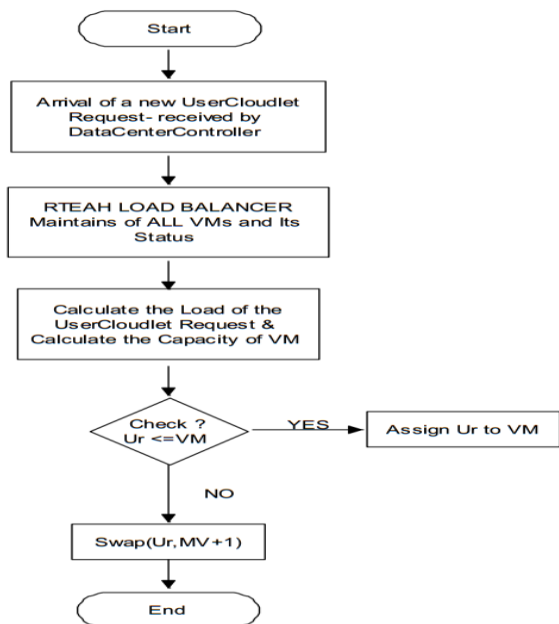 Start
Arrival of a new UserCloudlet
Request- received by
DataCenterController
RTEAH LOAD BALANCER
Maintains of ALL VMs and Its
Status
Calculate the Load of the
UserCloudlet Request &
Calculate the Capacity of VM
Check ?
Ur <=VM
YES
Assign Ur to VM
NO
Swap(Ur,MV+1)
End